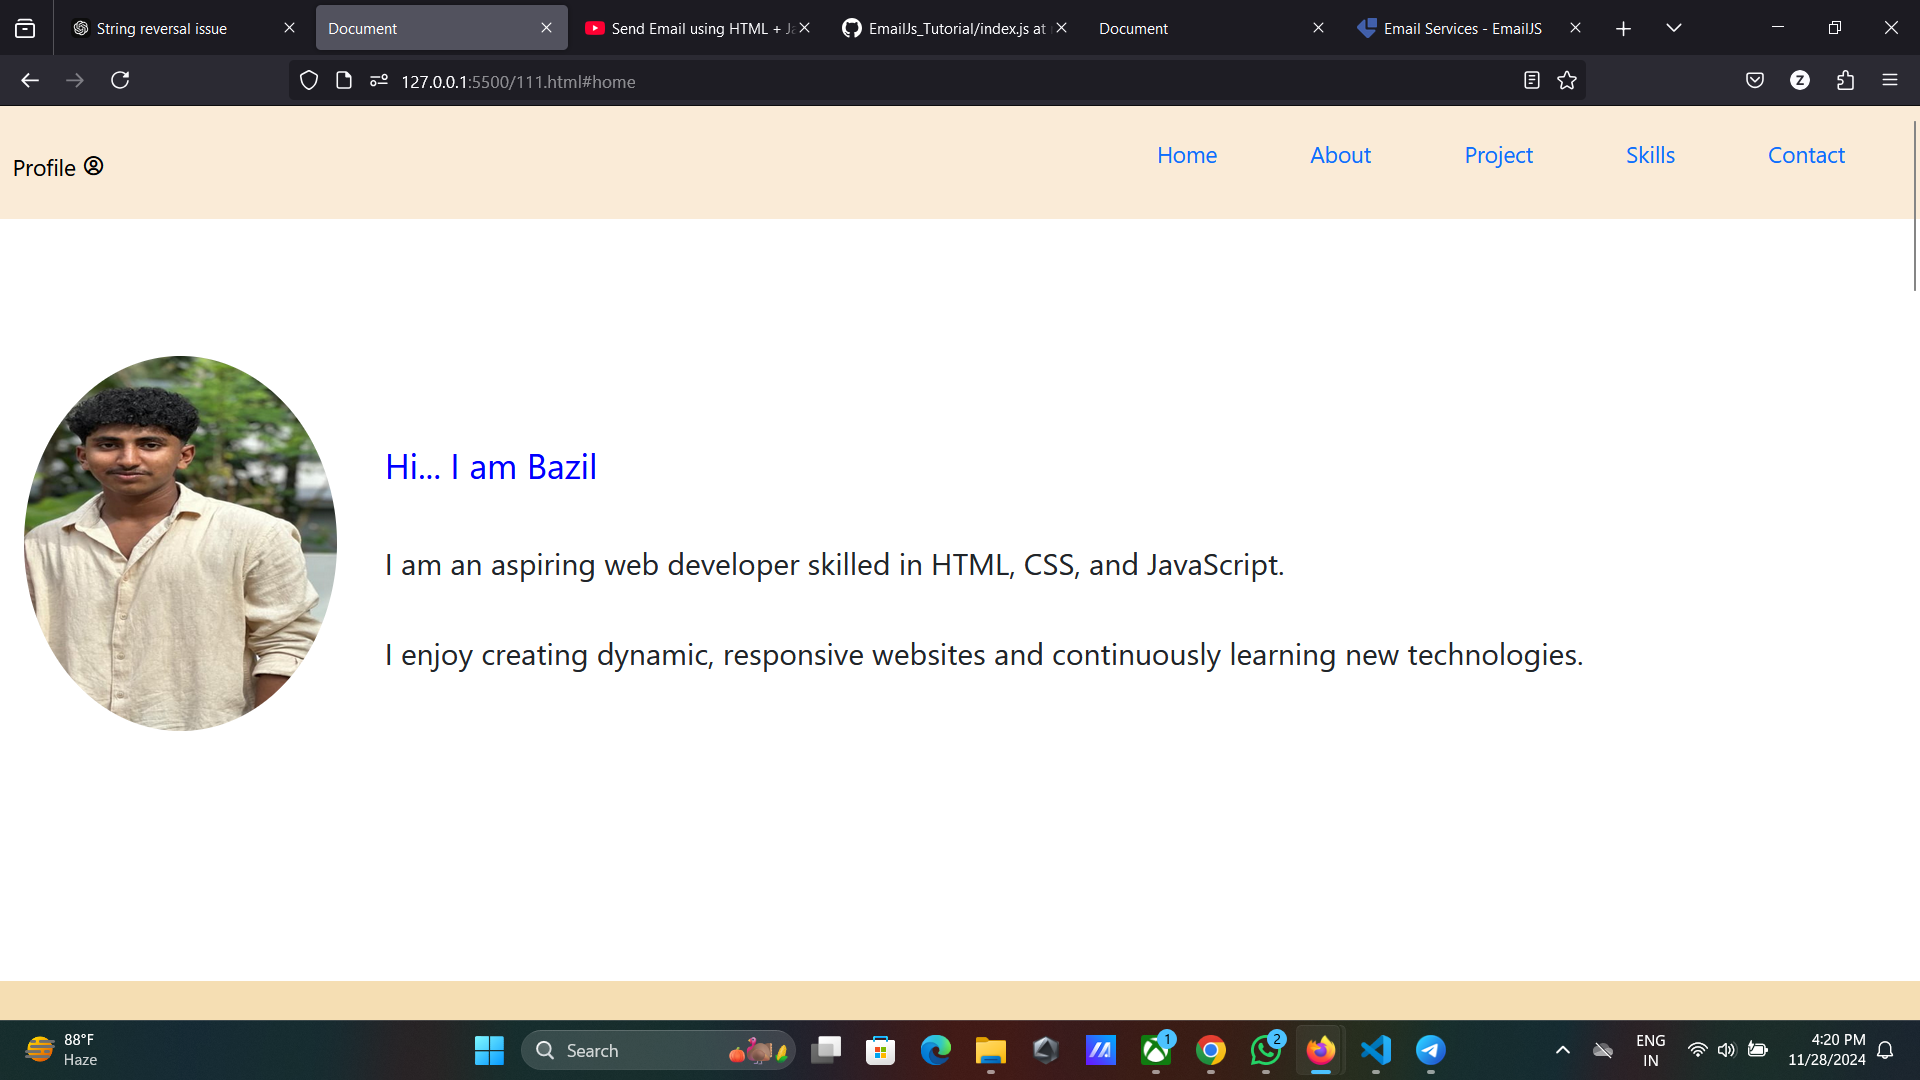 String reversal issue
Document
Send Email using HTML + Ja
EmailJs_Tutorial/index.js at
Document
Email Services - EmailJS
127.0.0.1:5500/111.html#home
Z
Profile
Home
About
Project
Skills
Contact
Hi... I am Bazil
I am an aspiring web developer skilled in HTML, CSS, and JavaScript.
I enjoy creating dynamic, responsive websites and continuously learning new technologies.
88°F
Haze
Search
1
2
ENG
IN
4:20 PM
11/28/2024